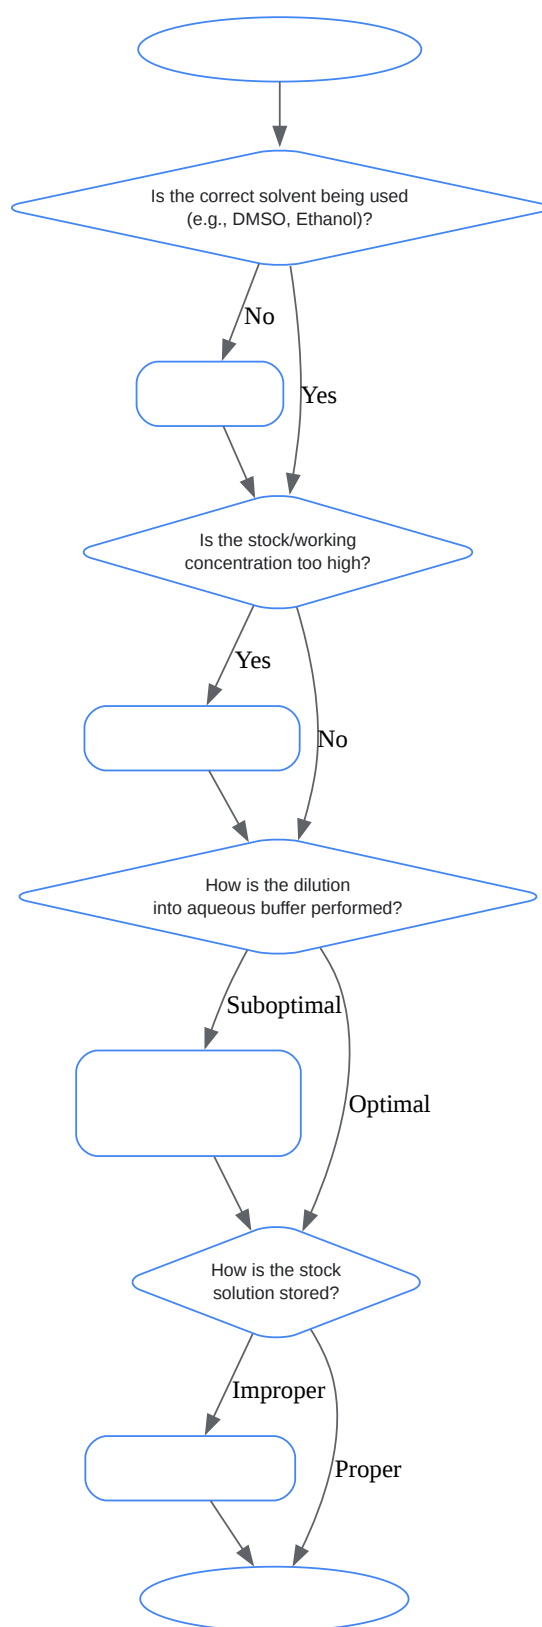 Is the correct solvent being used
(e.g., DMSO, Ethanol)?
No
Yes
Is the stock/working
concentration too high?
Yes
No
How is the dilution
into aqueous buffer performed?
Suboptimal
Optimal
How is the stock
solution stored?
Improper
Proper